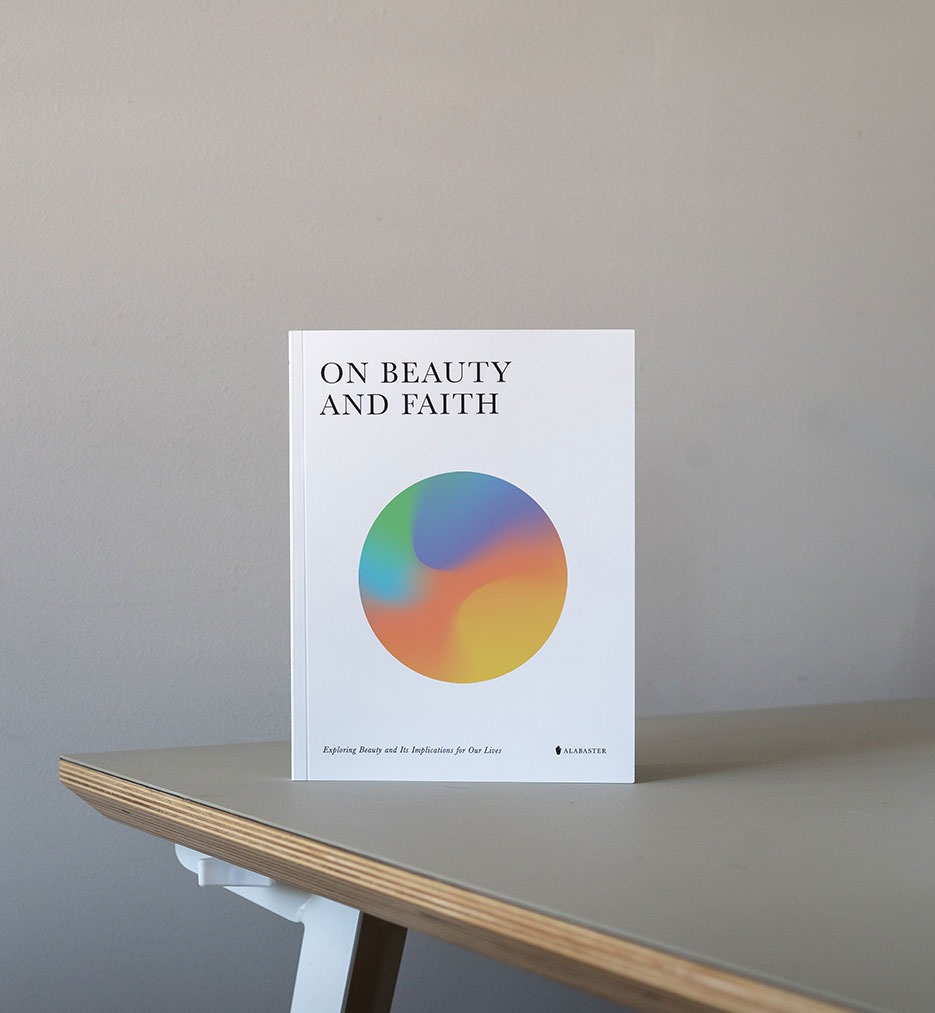 ON BEAUTY
AND FAITH
Exploring Beauty and Its Implications for Our Lives
ALABASTER